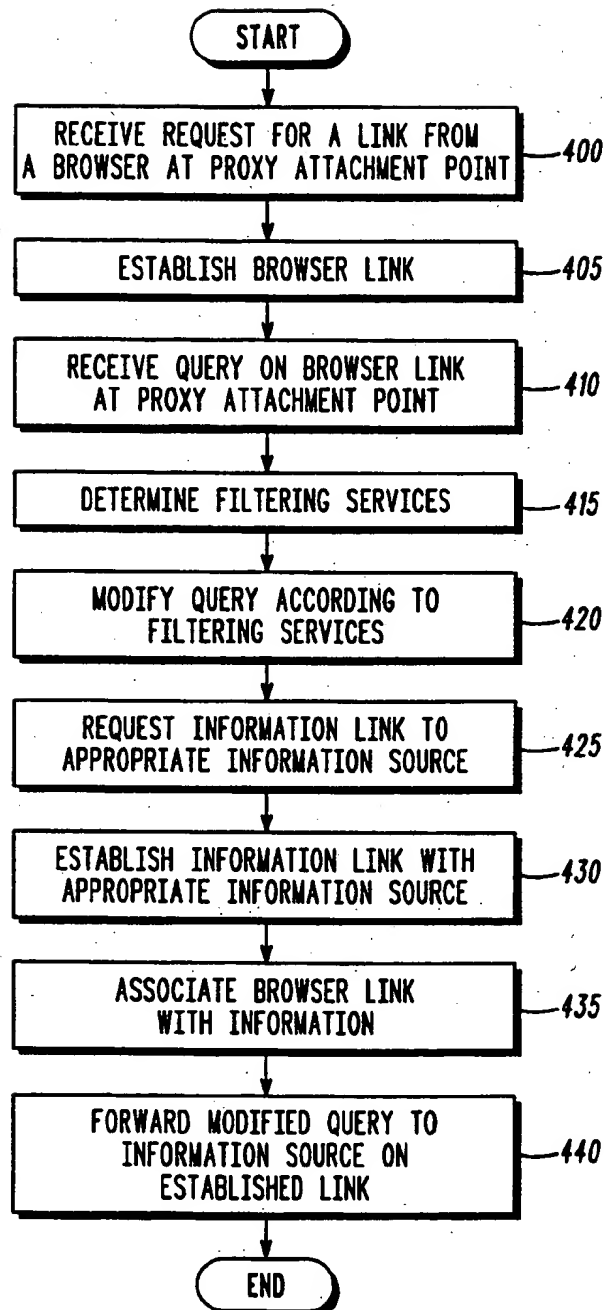 START
RECEIVE REQUEST FOR A LINK FROM
A BROWSER AT PROXY ATTACHMENT POINT
400
ESTABLISH BROWSER LINK
405
RECEIVE QUERY ON BROWSER LINK
AT PROXY ATTACHMENT POINT
410
DETERMINE FILTERING SERVICES
415
MODIFY QUERY ACCORDING TO
FILTERING SERVICES
420
REQUEST INFORMATION LINK TO
APPROPRIATE INFORMATION SOURCE
425
ESTABLISH INFORMATION LINK WITH
APPROPRIATE INFORMATION SOURCE
430
ASSOCIATE BROWSER LINK
WITH INFORMATION
435
FORWARD MODIFIED QUERY TO
INFORMATION SOURCE ON
ESTABLISHED LINK
440
END